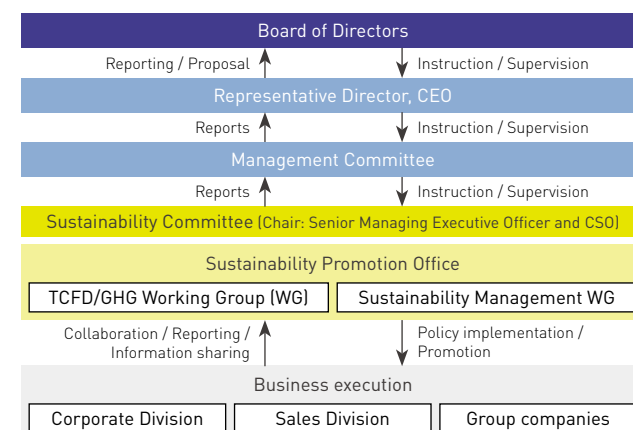 Board of Directors
Reporting / Proposal
Instruction / Supervision
Representative Director, CEO
Reports
Instruction / Supervision
Management Committee
Reports
Instruction / Supervision
Sustainability Committee (Chair: Senior Managing Executive Officer and CSO)
Sustainability Promotion Office
TCFD/GHG Working Group (WG)
Sustainability Management WG
Collaboration / Reporting /
Information sharing
Policy implementation /
Promotion
Business execution
Corporate Division
Sales Division
Group companies